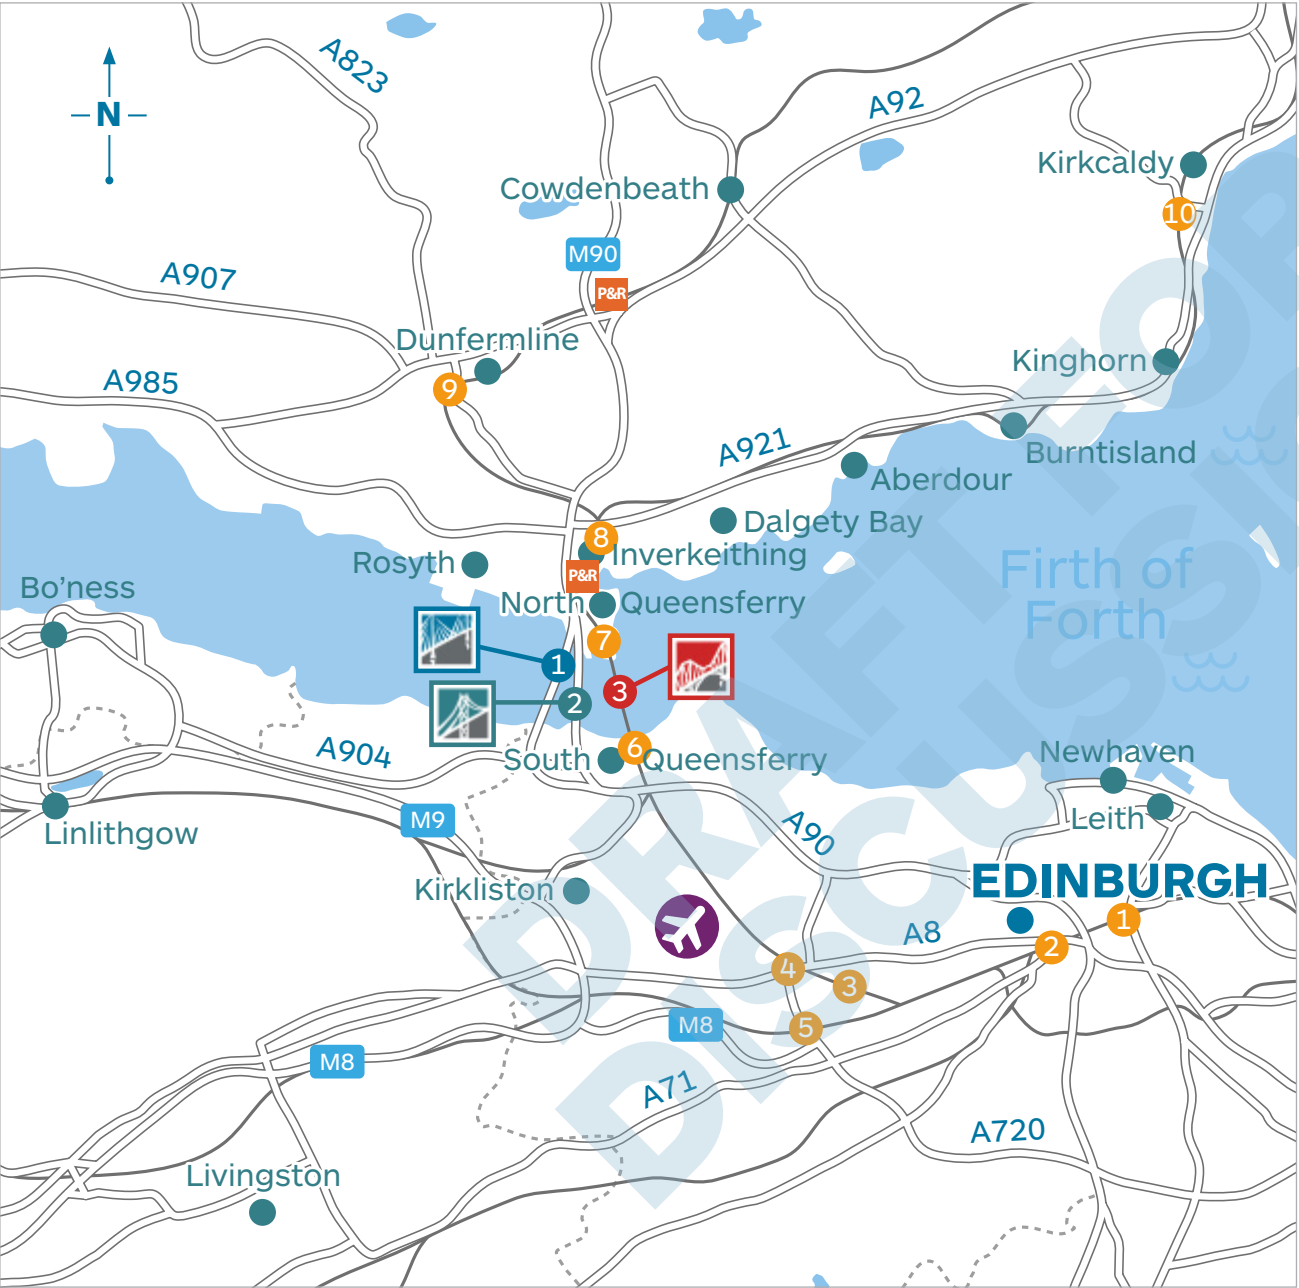 A823
N
A92
Kirkcaldy
Cowdenbeath
10
M90
A907
P&R
Dunfermline
Kinghorn
A985
9
A921
Burntisland
Aberdour
Dalgety Bay
8
Inverkeithing
Rosyth
P&R
Firth of
Forth
Bo’ness
North Queensferry
7
1
3
2
A904
South Queensferry
6
Newhaven
Linlithgow
M9
A90
Leith
Kirkliston
EDINBURGH
1
A8
2
4
3
M8
5
M8
A71
A720
Livingston
DRAFT FOR
DISCUSSION